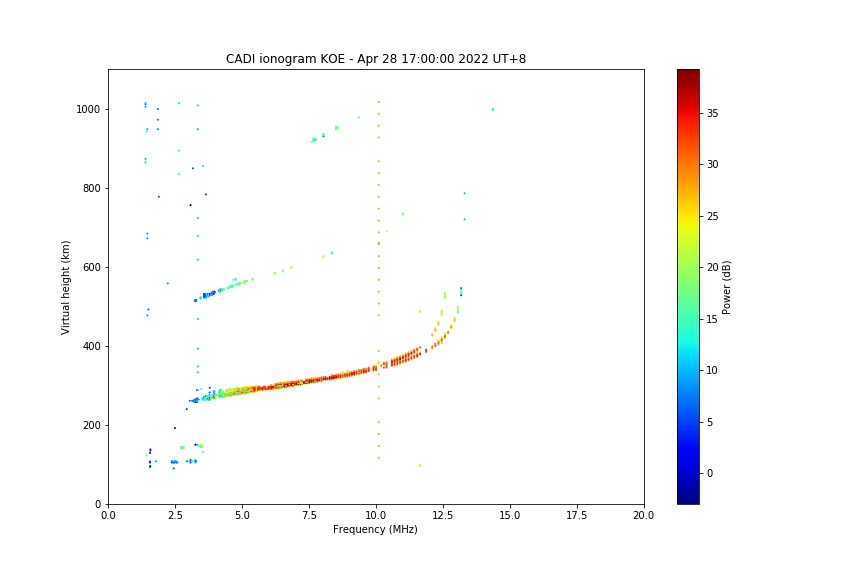 CADI ionogram KOE - Apr 28 17:00:00 2022 UT+8
1000
800
600
400
200
0
Virtual height (km)
0.0 2.5 5.0 7.5 10.0 12.5 15.0 17.5 20.0
Frequency (MHz)
35
30
25
20
15
10
5
0
Power (dB)